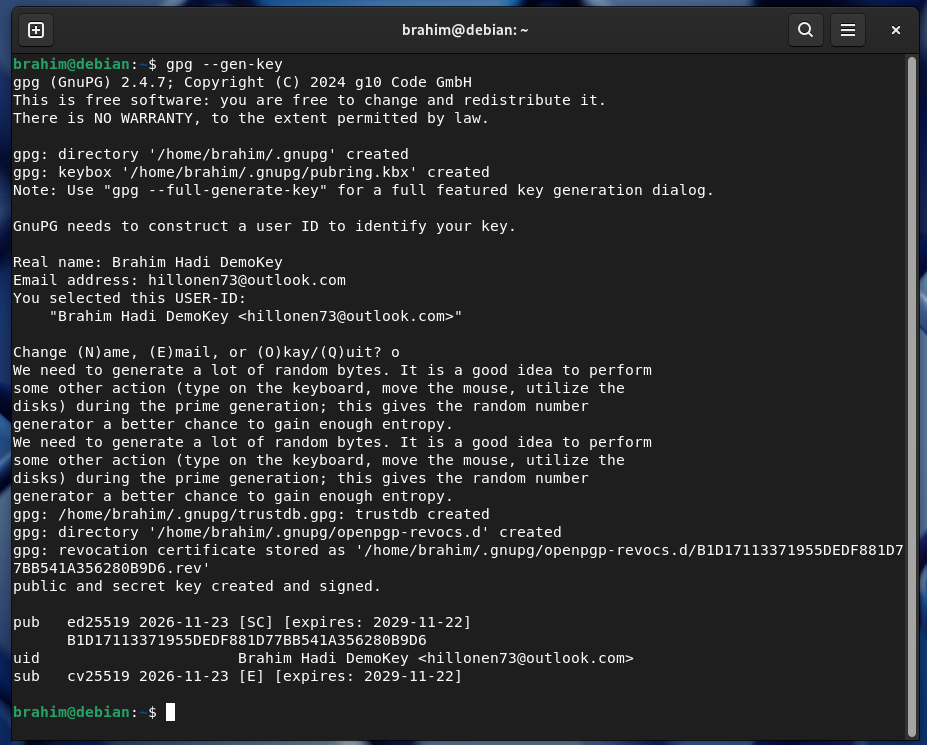 brahim@debian: ~
brahim@debian:~$ gpg --gen-key
gpg (GnuPG) 2.4.7; Copyright (C) 2024 g10 Code GmbH
This is free software: you are free to change and redistribute it.
There is NO WARRANTY, to the extent permitted by law.

gpg: directory '/home/brahim/.gnupg' created
gpg: keybox '/home/brahim/.gnupg/pubring.kbx' created
Note: Use "gpg --full-generate-key" for a full featured key generation dialog.

GnuPG needs to construct a user ID to identify your key.

Real name: Brahim Hadi DemoKey
Email address: hillonen73@outlook.com
You selected this USER-ID:
    "Brahim Hadi DemoKey <hillonen73@outlook.com>"

Change (N)ame, (E)mail, or (O)kay/(Q)uit? o
We need to generate a lot of random bytes. It is a good idea to perform
some other action (type on the keyboard, move the mouse, utilize the
disks) during the prime generation; this gives the random number
generator a better chance to gain enough entropy.
We need to generate a lot of random bytes. It is a good idea to perform
some other action (type on the keyboard, move the mouse, utilize the
disks) during the prime generation; this gives the random number
generator a better chance to gain enough entropy.
gpg: /home/brahim/.gnupg/trustdb.gpg: trustdb created
gpg: directory '/home/brahim/.gnupg/openpgp-revocs.d' created
gpg: revocation certificate stored as '/home/brahim/.gnupg/openpgp-revocs.d/B1D17113371955DEDF881D7
7BB541A356280B9D6.rev'
public and secret key created and signed.

pub   ed25519 2026-11-23 [SC] [expires: 2029-11-22]
      B1D17113371955DEDF881D77BB541A356280B9D6
uid                      Brahim Hadi DemoKey <hillonen73@outlook.com>
sub   cv25519 2026-11-23 [E] [expires: 2029-11-22]

brahim@debian:~$